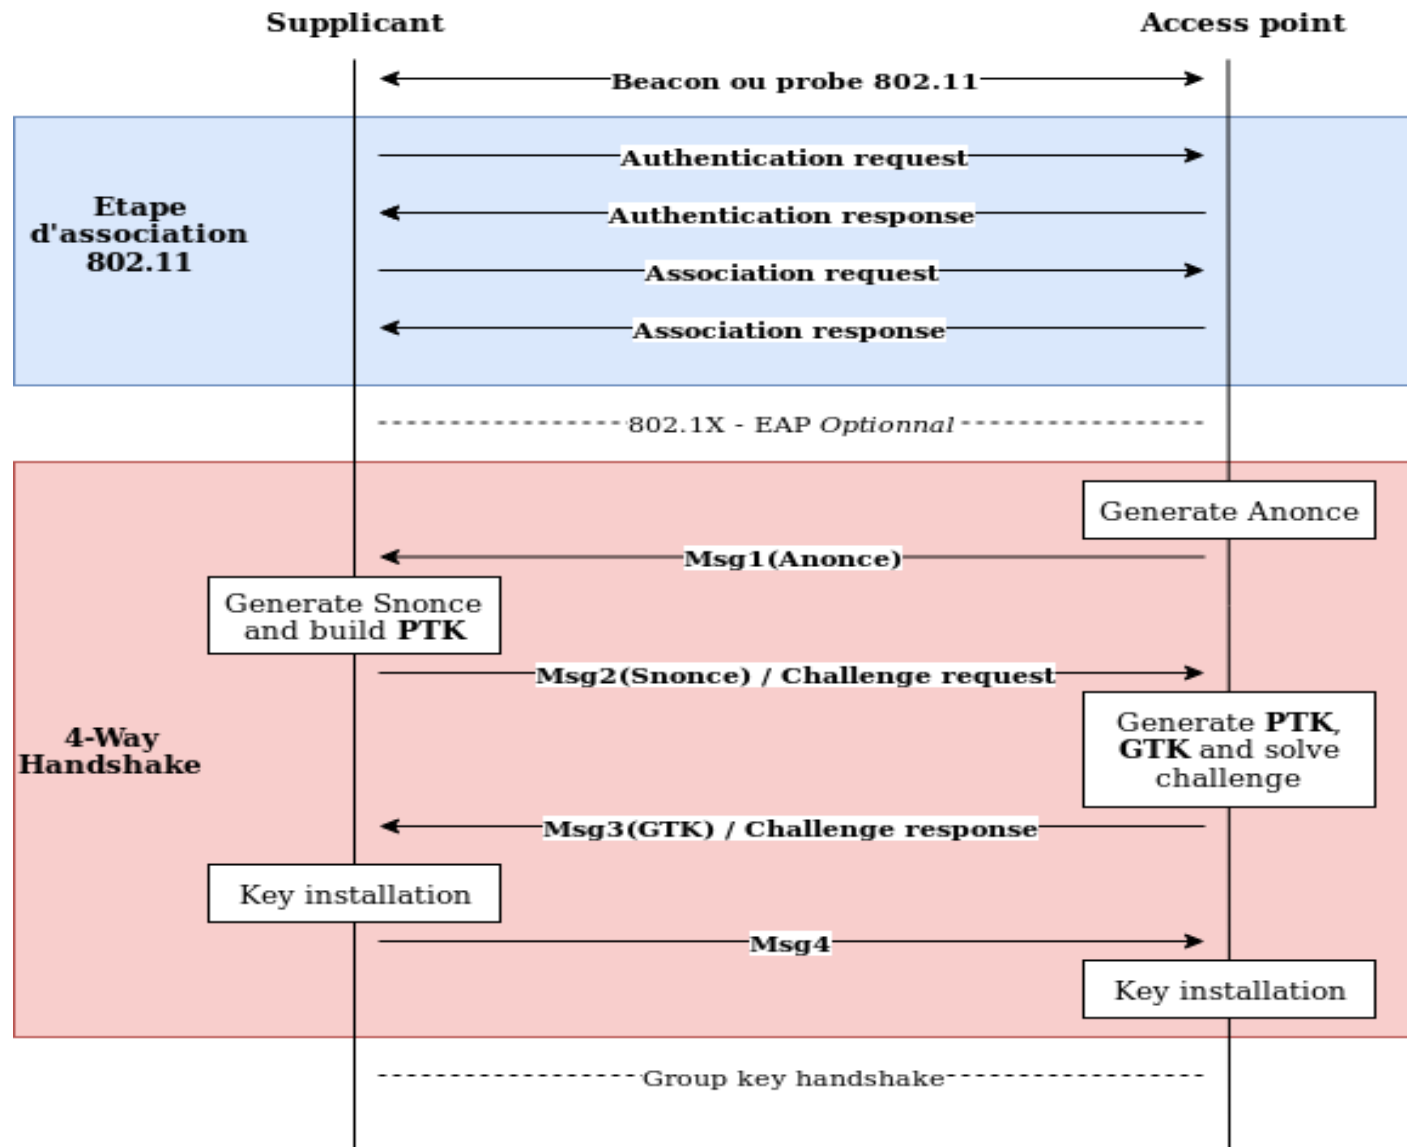 Supplicant
Access point
Beacon ou probe 802.11
Authentication request
Etape
d'association
802.11
Authentication response
Association request
Association response
802.1X - EAP Optionnal
Generate Anonce
Msg1(Anonce)
Generate Snonce
and build PTK
Msg2(Snonce) / Challenge request
4-Way
Handshake
Generate PTK,
GTK and solve
challenge
Msg3(GTK) / Challenge response
Key installation
Msg4
Key installation
Group key handshake